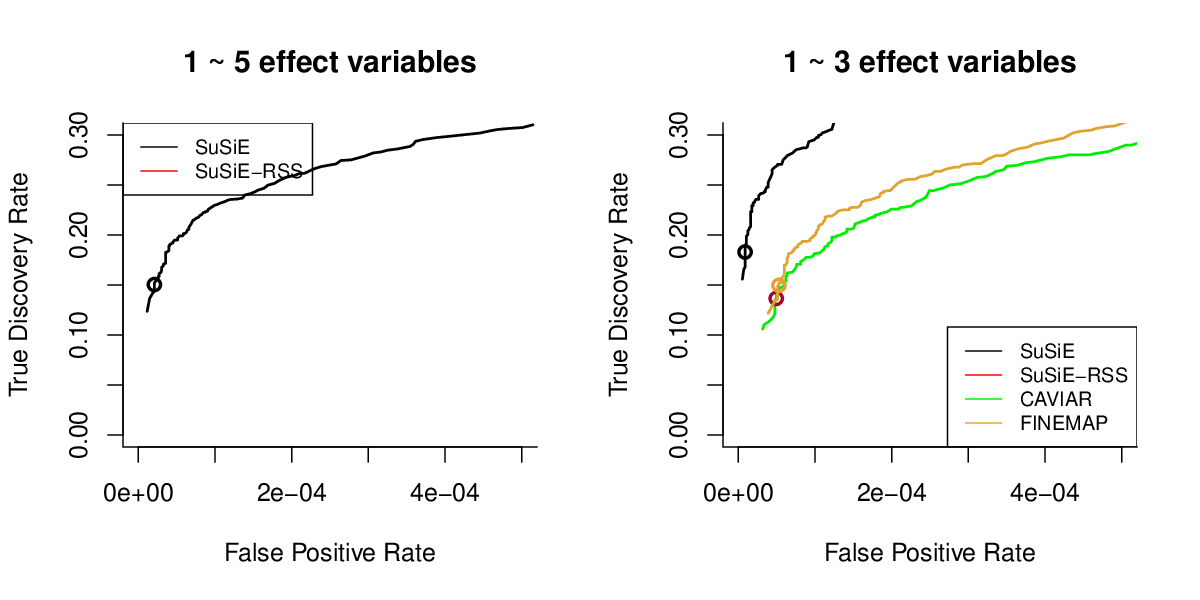 1 ~ 5 effect variables
True Discovery Rate
0.00
0.10
0.20
0.30
SuSiE
SuSiE−RSS
0e+00
2e−04
4e−04
False Positive Rate
1 ~ 3 effect variables
True Discovery Rate
0.00
0.10
0.20
0.30
SuSiE
SuSiE−RSS
CAVIAR
FINEMAP
0e+00
2e−04
4e−04
False Positive Rate